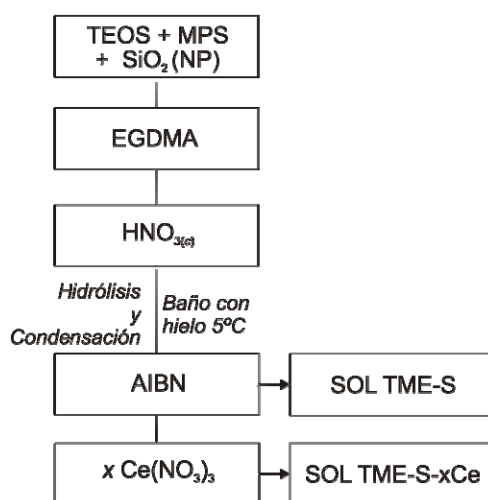 TEOS + MPS
+ SiO₂(NP)
EGDMA
HNO₃(c)
Hidrólisis
y
Condensación
Baño con
hielo 5ºC
AIBN
SOL TME-S
x Ce(NO₃)₃
SOL TME-S-xCe